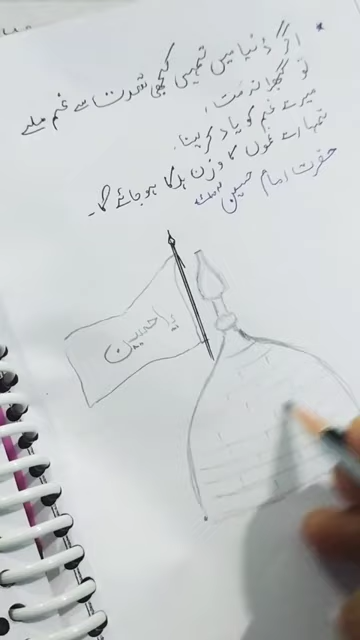 اگر دنیا میں تمہیں کبھی شدت سے غم ملے
تو گھبرانہ مت،
میرے غم کو یاد کر لینا،
تمہارے غموں کا وزن ہلکا ہو جائے گا۔
حضرت امام حسین
یا حسین